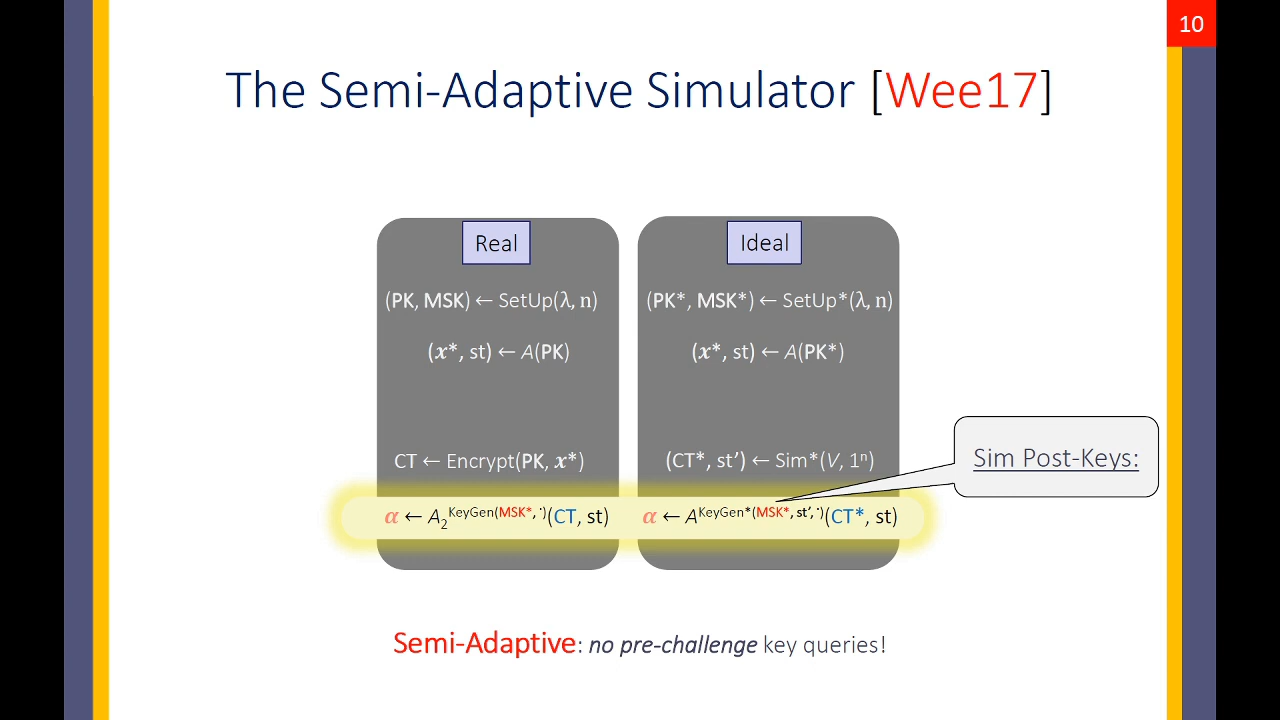 10
The Semi-Adaptive Simulator [Wee17]
Real
(PK, MSK) ← SetUp(λ, n)
(x*, st) ← A(PK)
CT ← Encrypt(PK, x*)
α ← A₂^KeyGen(MSK*, ·)(CT, st)
Ideal
(PK*, MSK*) ← SetUp*(λ, n)
(x*, st) ← A(PK*)
(CT*, st’) ← Sim*(V, 1ⁿ)
α ← A^KeyGen*(MSK*, st’, ·)(CT*, st)
Sim Post-Keys:
Semi-Adaptive: no pre-challenge key queries!